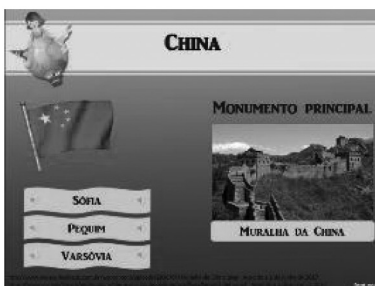 CHINA
MONUMENTO PRINCIPAL
SÓFIA
PEQUIM
VARSÓVIA
MURALHA DA CHINA